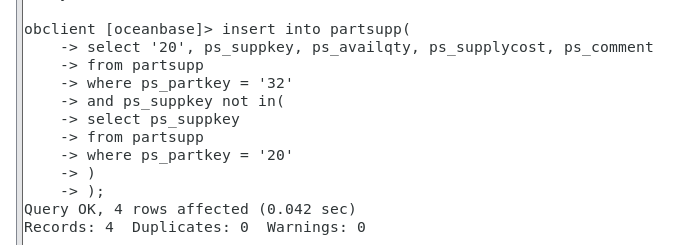 obclient [oceanbase]> insert into partsupp(
    -> select '20', ps_suppkey, ps_availqty, ps_supplycost, ps_comment
    -> from partsupp
    -> where ps_partkey = '32'
    -> and ps_suppkey not in(
    -> select ps_suppkey
    -> from partsupp
    -> where ps_partkey = '20'
    -> )
    -> );
Query OK, 4 rows affected (0.042 sec)
Records: 4  Duplicates: 0  Warnings: 0